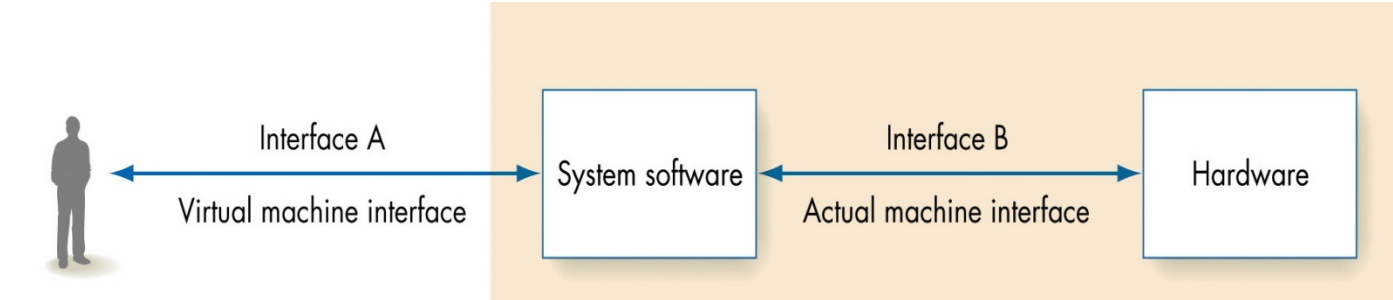 Interface A
Virtual machine interface
System software
Interface B
Actual machine interface
Hardware